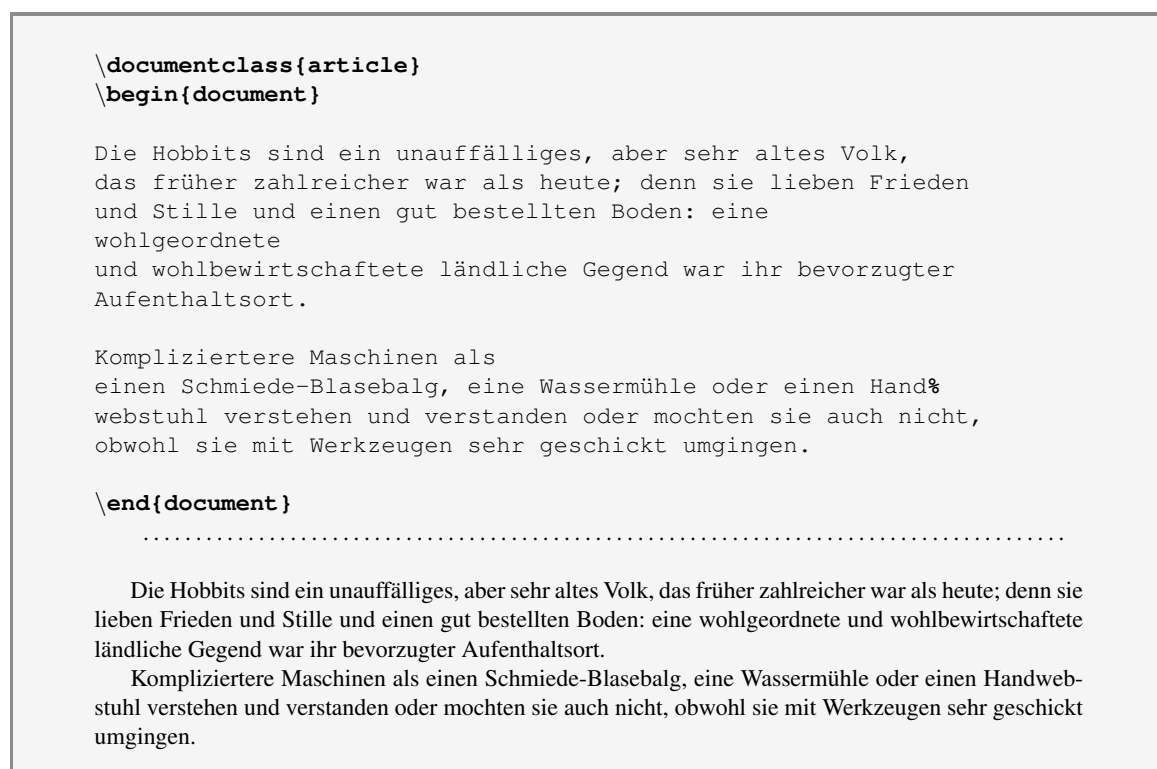 \documentclass{article}
\begin{document}

Die Hobbits sind ein unauffälliges, aber sehr altes Volk,
das früher zahlreicher war als heute; denn sie lieben Frieden
und Stille und einen gut bestellten Boden: eine
wohlgeordnete
und wohlbewirtschaftete ländliche Gegend war ihr bevorzugter
Aufenthaltsort.

Kompliziertere Maschinen als
einen Schmiede-Blasebalg, eine Wassermühle oder einen Hand%
webstuhl verstehen und verstanden oder mochten sie auch nicht,
obwohl sie mit Werkzeugen sehr geschickt umgingen.

\end{document}

Die Hobbits sind ein unauffälliges, aber sehr altes Volk, das früher zahlreicher war als heute; denn sie
lieben Frieden und Stille und einen gut bestellten Boden: eine wohlgeordnete und wohlbewirtschaftete
ländliche Gegend war ihr bevorzugter Aufenthaltsort.
Kompliziertere Maschinen als einen Schmiede-Blasebalg, eine Wassermühle oder einen Handweb-
stuhl verstehen und verstanden oder mochten sie auch nicht, obwohl sie mit Werkzeugen sehr geschickt
umgingen.